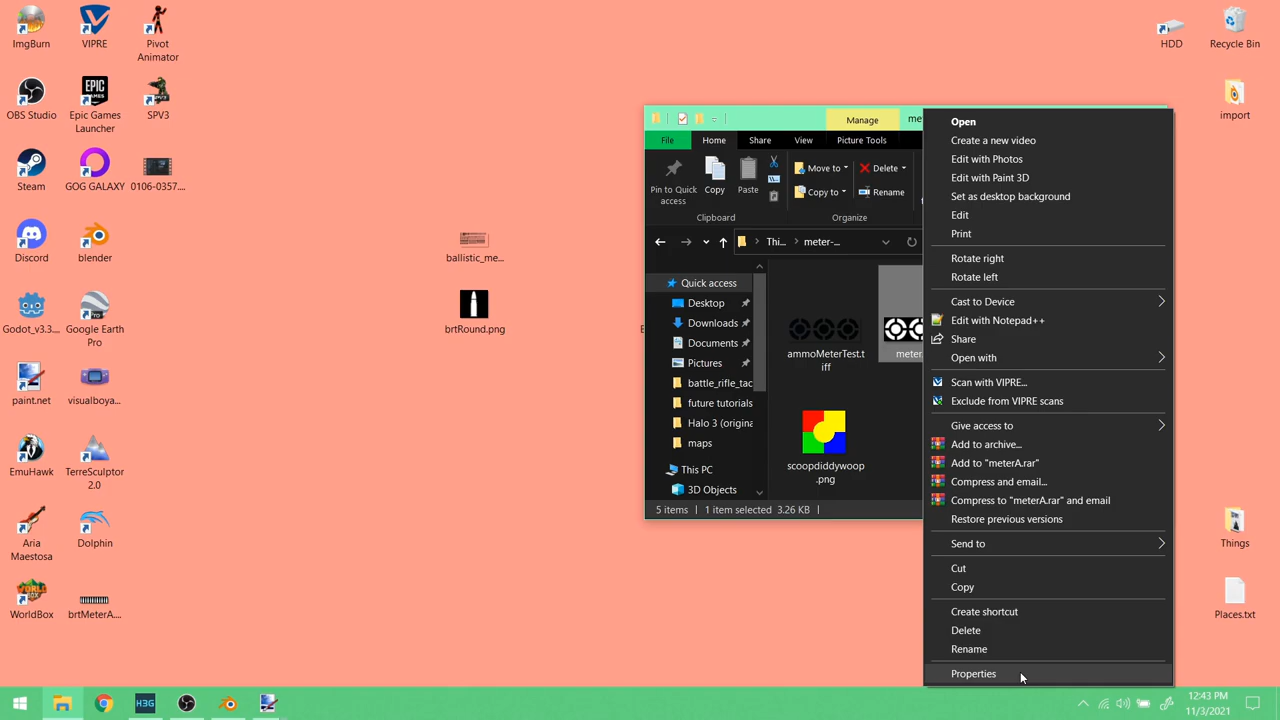 ImgBurn
VIPRE
Pivot
Animator
OBS Studio
EPIC
GAMES
Epic Games
Launcher
SPV3
Steam
GOG GALAXY
0106-0357....
Discord
blender
Godot_v3.3....
Google Earth
Pro
paint.net
visualboya...
EmuHawk
TerreSculptor
2.0
Aria
Maestosa
Dolphin
WORLD
BOX
WorldBox
brtMeterA....
ballistic_me...
brtRound.png
HDD
Recycle Bin
import
Things
Places.txt
Manage
me
File
Home
Share
View
Picture Tools
Pin to Quick
access
Copy
Paste
Move to
Copy to
Delete
Rename
Clipboard
Organize
Thi...
meter-...
Quick access
Desktop
Downloads
Documents
Pictures
battle_rifle_tac
future tutorials
Halo 3 (origina
maps
This PC
3D Objects
ammoMeterTest.t
iff
meter
scoopdiddywoop
.png
5 items
1 item selected 3.26 KB
Open
Create a new video
Edit with Photos
Edit with Paint 3D
Set as desktop background
Edit
Print
Rotate right
Rotate left
Cast to Device
Edit with Notepad++
Share
Open with
Scan with VIPRE...
Exclude from VIPRE scans
Give access to
Add to archive...
Add to "meterA.rar"
Compress and email...
Compress to "meterA.rar" and email
Restore previous versions
Send to
Cut
Copy
Create shortcut
Delete
Rename
Properties
H3G
12:43 PM
11/3/2021